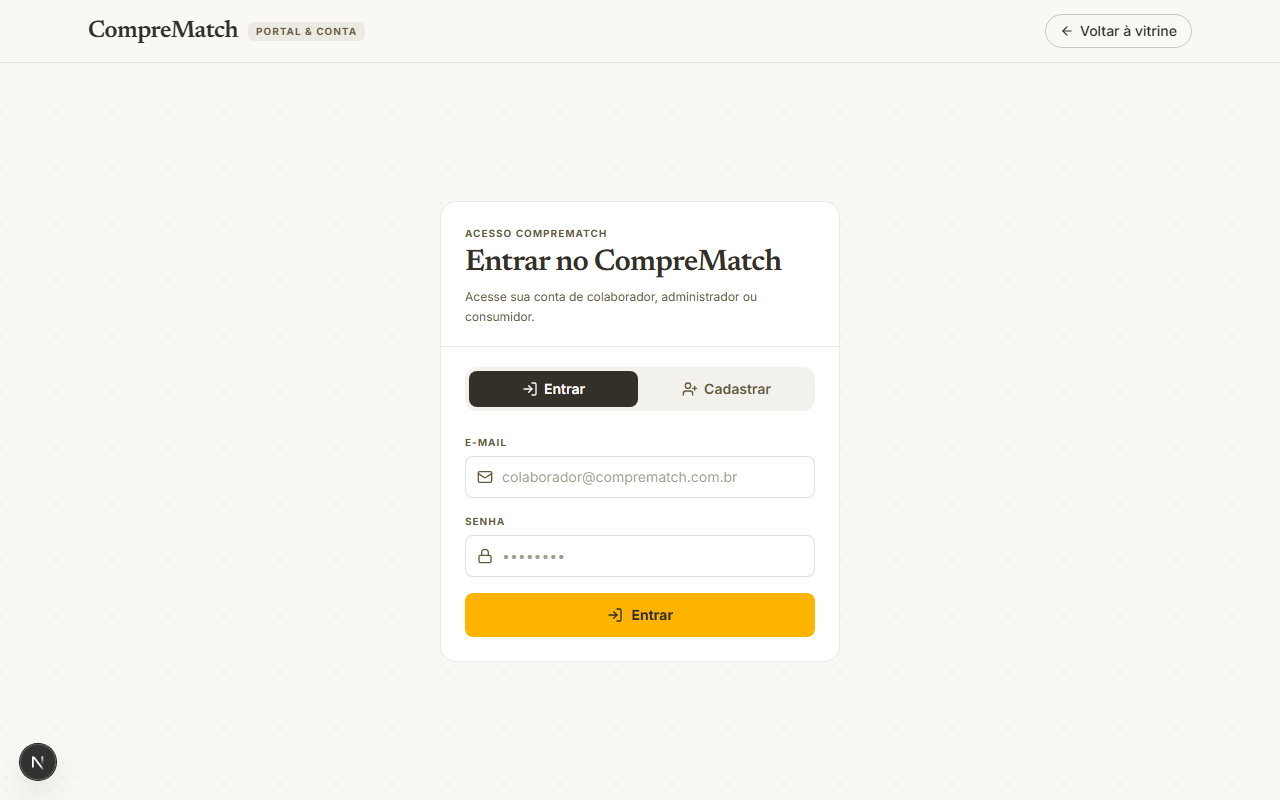 CompreMatch
PORTAL & CONTA
Voltar à vitrine
ACESSO COMPREMATCH
Entrar no CompreMatch
Acesse sua conta de colaborador, administrador ou
consumidor.
Entrar
Cadastrar
E-MAIL
colaborador@comprematch.com.br
SENHA
••••••••
Entrar
N